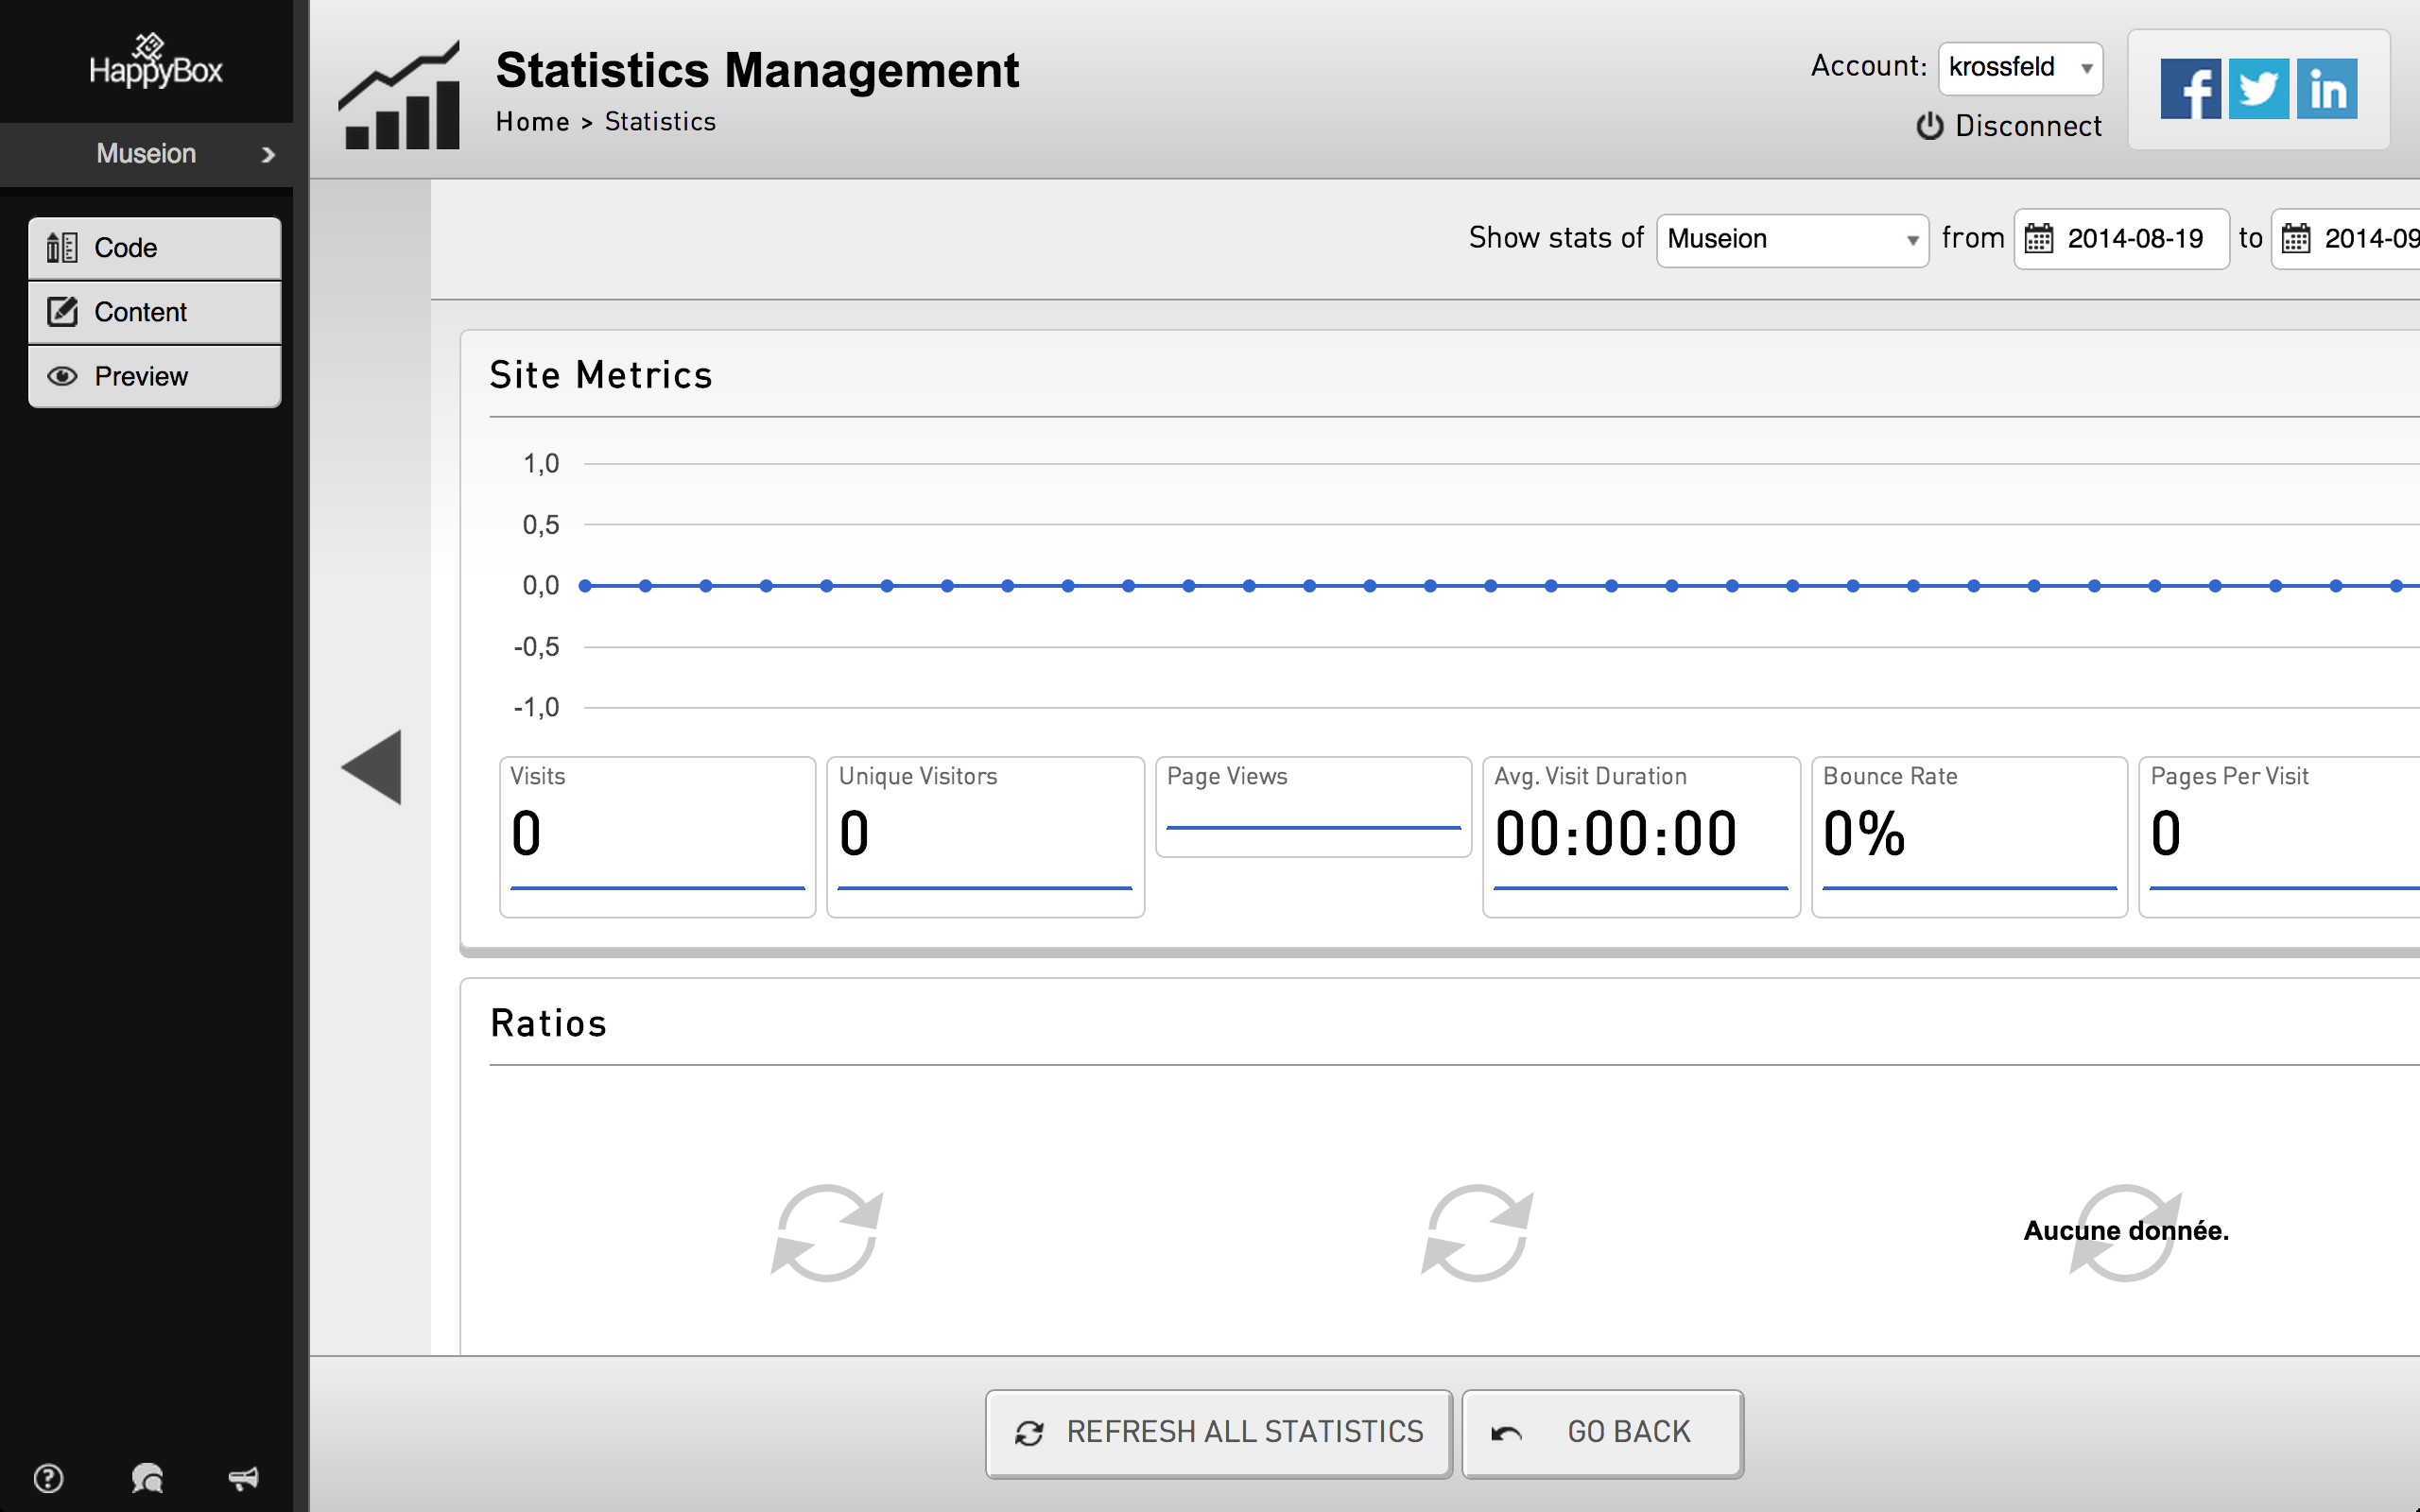 HappyBox
Museion
Code
Content
Preview
Statistics Management
Home > Statistics
Account: krossfeld
Disconnect
Show stats of Museion from 2014-08-19 to 2014-09
Site Metrics
1,0
0,5
0,0
-0,5
-1,0
Visits
0
Unique Visitors
0
Page Views
Avg. Visit Duration
00:00:00
Bounce Rate
0%
Pages Per Visit
0
Ratios
Aucune donnée.
REFRESH ALL STATISTICS
GO BACK